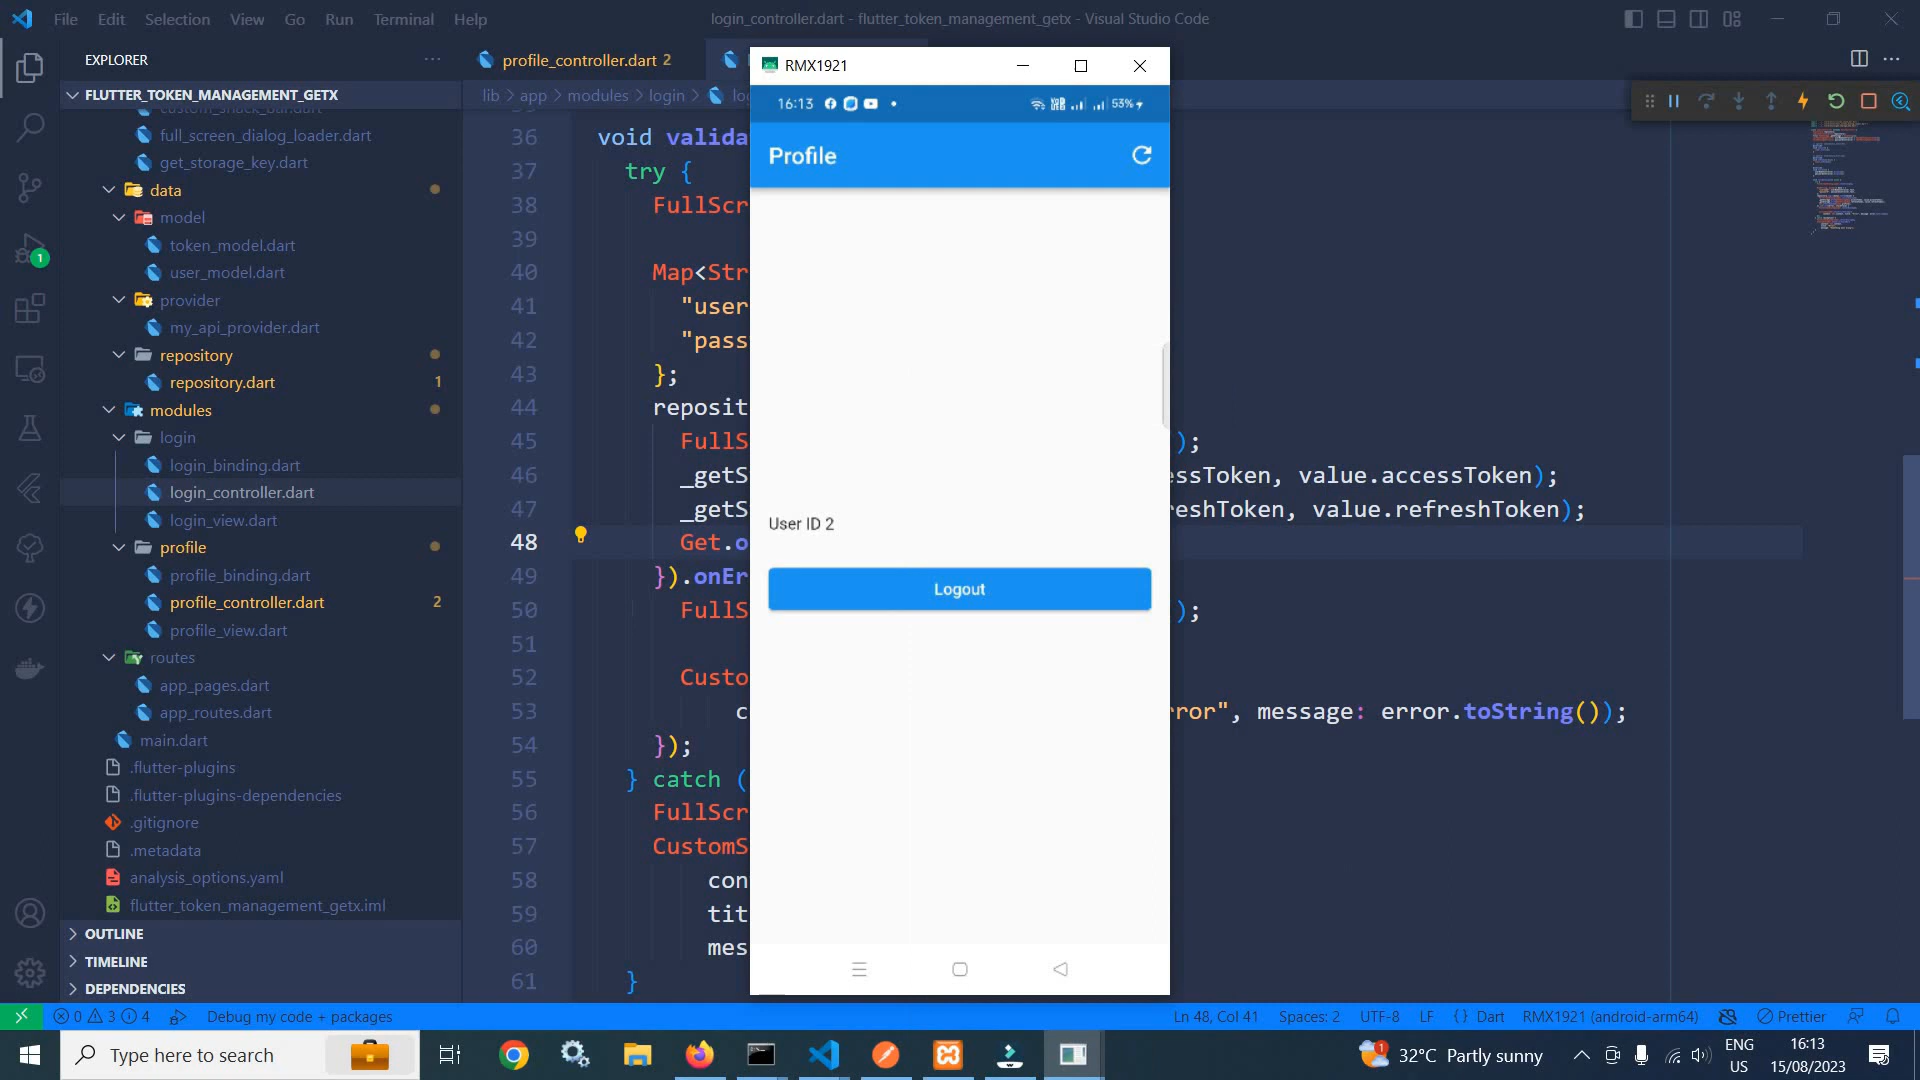 File Edit Selection View Go Run Terminal Help
login_controller.dart - flutter_token_management_getx - Visual Studio Code
EXPLORER
FLUTTER_TOKEN_MANAGEMENT_GETX
full_screen_dialog_loader.dart
get_storage_key.dart
data
model
token_model.dart
user_model.dart
provider
my_api_provider.dart
repository
repository.dart 1
modules
login
login_binding.dart
login_controller.dart
login_view.dart
profile
profile_binding.dart
profile_controller.dart 2
profile_view.dart
routes
app_pages.dart
app_routes.dart
main.dart
.flutter-plugins
.flutter-plugins-dependencies
.gitignore
.metadata
analysis_options.yaml
flutter_token_management_getx.iml
OUTLINE
TIMELINE
DEPENDENCIES
1
profile_controller.dart 2
lib > app > modules > login >
36 void valida
37 try {
38 FullScr
39
40 Map<Str
41 "user
42 "pass
43 };
44 reposit
45 FullS );
46 _getS essToken, value.accessToken);
47 _getS reshToken, value.refreshToken);
48 Get.o
49 }).onEr
50 FullS );
51
52 Custo
53 c ror", message: error.toString());
54 });
55 } catch (
56 FullScr
57 CustomS
58 con
59 tit
60 mes
61 }
RMX1921
16:13 53%
Profile
User ID 2
Logout
0 3 4 Debug my code + packages
Ln 48, Col 41 Spaces: 2 UTF-8 LF {} Dart RMX1921 (android-arm64) Prettier
Type here to search
1
32°C Partly sunny
ENG
US
16:13
15/08/2023